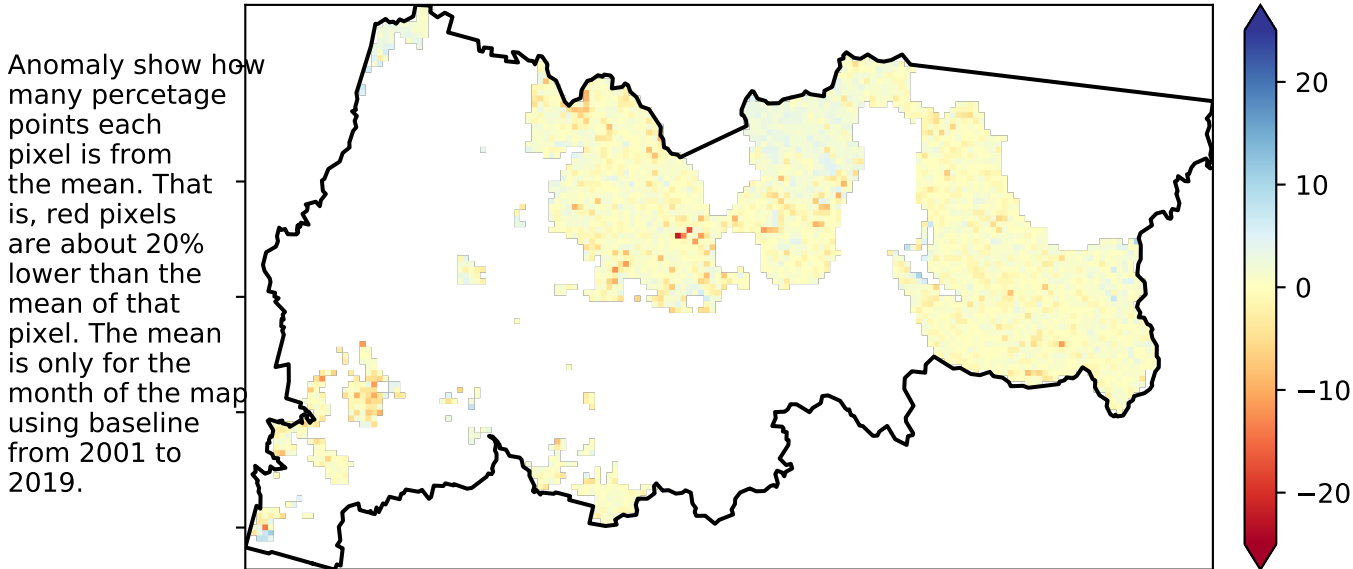 Anomaly show how
many percetage
points each
pixel is from
the mean. That
is, red pixels
are about 20%
lower than the
mean of that
pixel. The mean
is only for the
month of the map
using baseline
from 2001 to
2019.
20
10
0
−10
−20